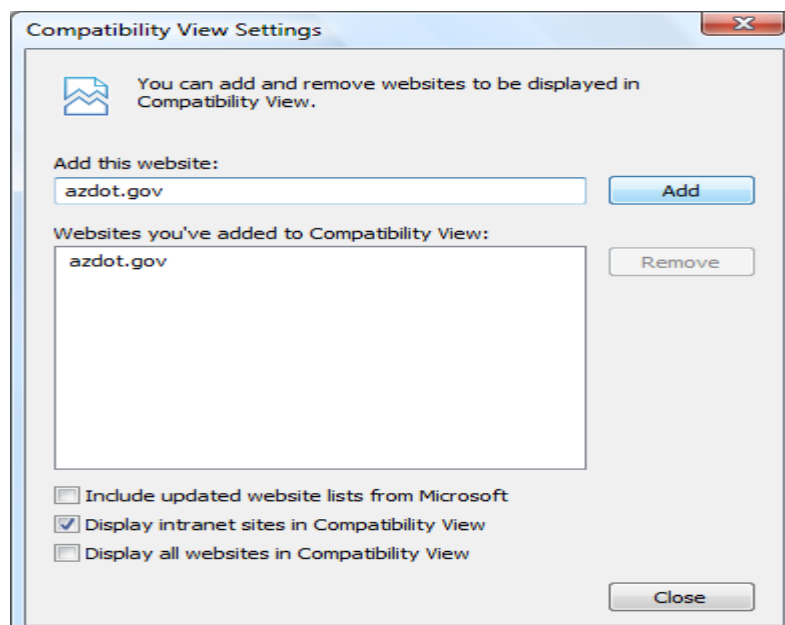 Compatibility View Settings
You can add and remove websites to be displayed in
Compatibility View.
Add this website:
azdot.gov
Add
Websites you've added to Compatibility View:
azdot.gov
Remove
Include updated website lists from Microsoft
Display intranet sites in Compatibility View
Display all websites in Compatibility View
Close